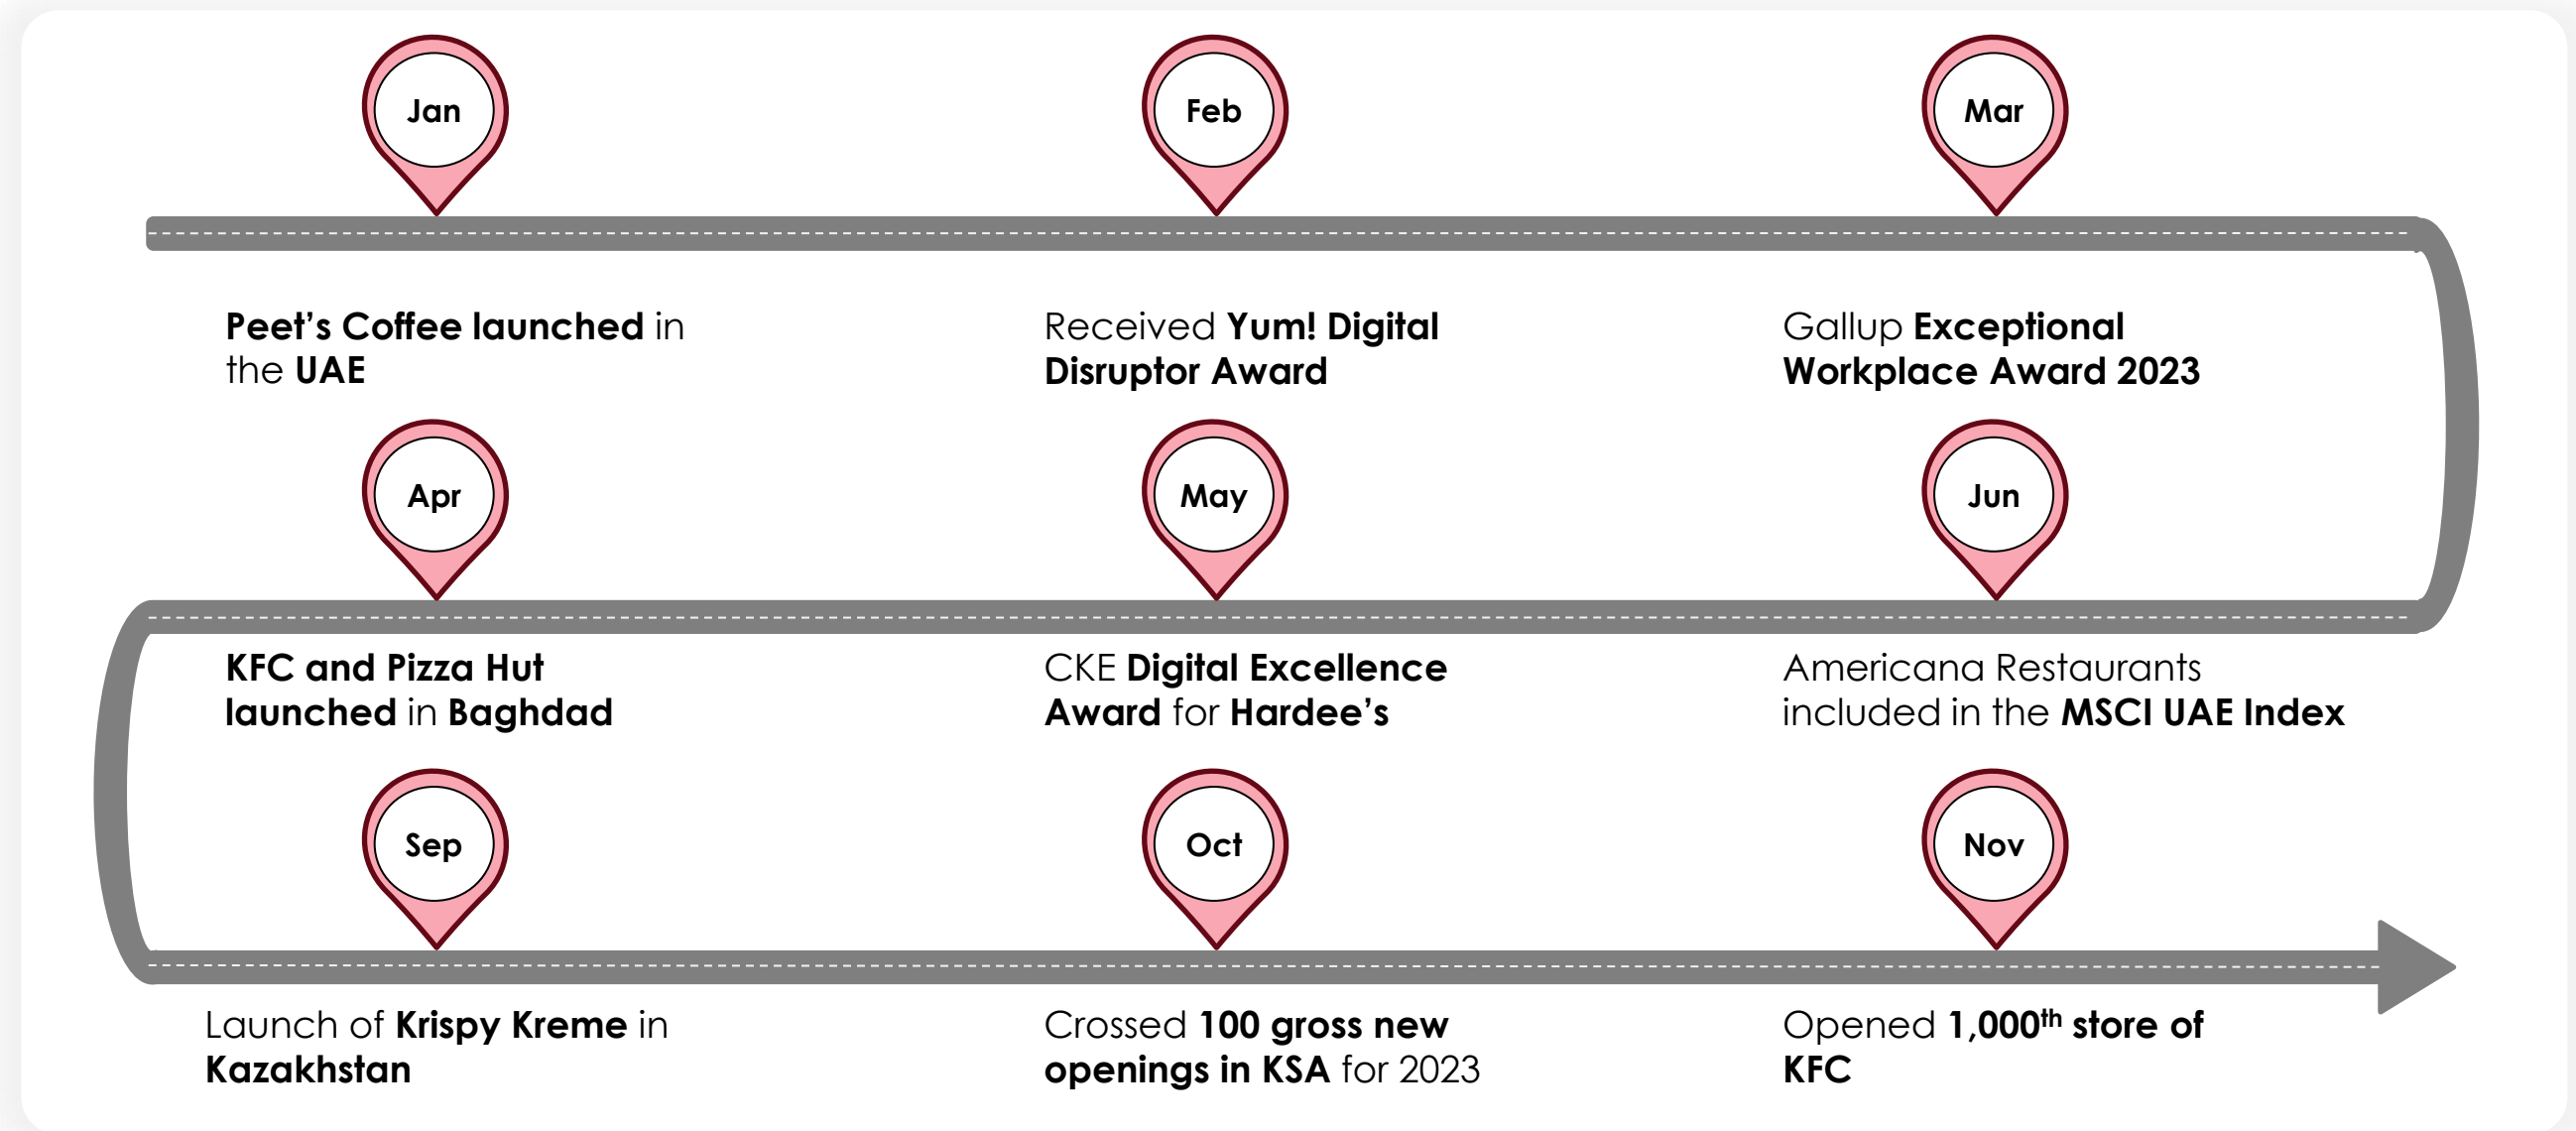 Jan
Feb
Mar
Peet’s Coffee launched in
the UAE
Received Yum! Digital
Disruptor Award
Gallup Exceptional
Workplace Award 2023
Apr
May
Jun
KFC and Pizza Hut
launched in Baghdad
CKE Digital Excellence
Award for Hardee’s
Americana Restaurants
included in the MSCI UAE Index
Sep
Oct
Nov
Launch of Krispy Kreme in
Kazakhstan
Crossed 100 gross new
openings in KSA for 2023
Opened 1,000th store of
KFC